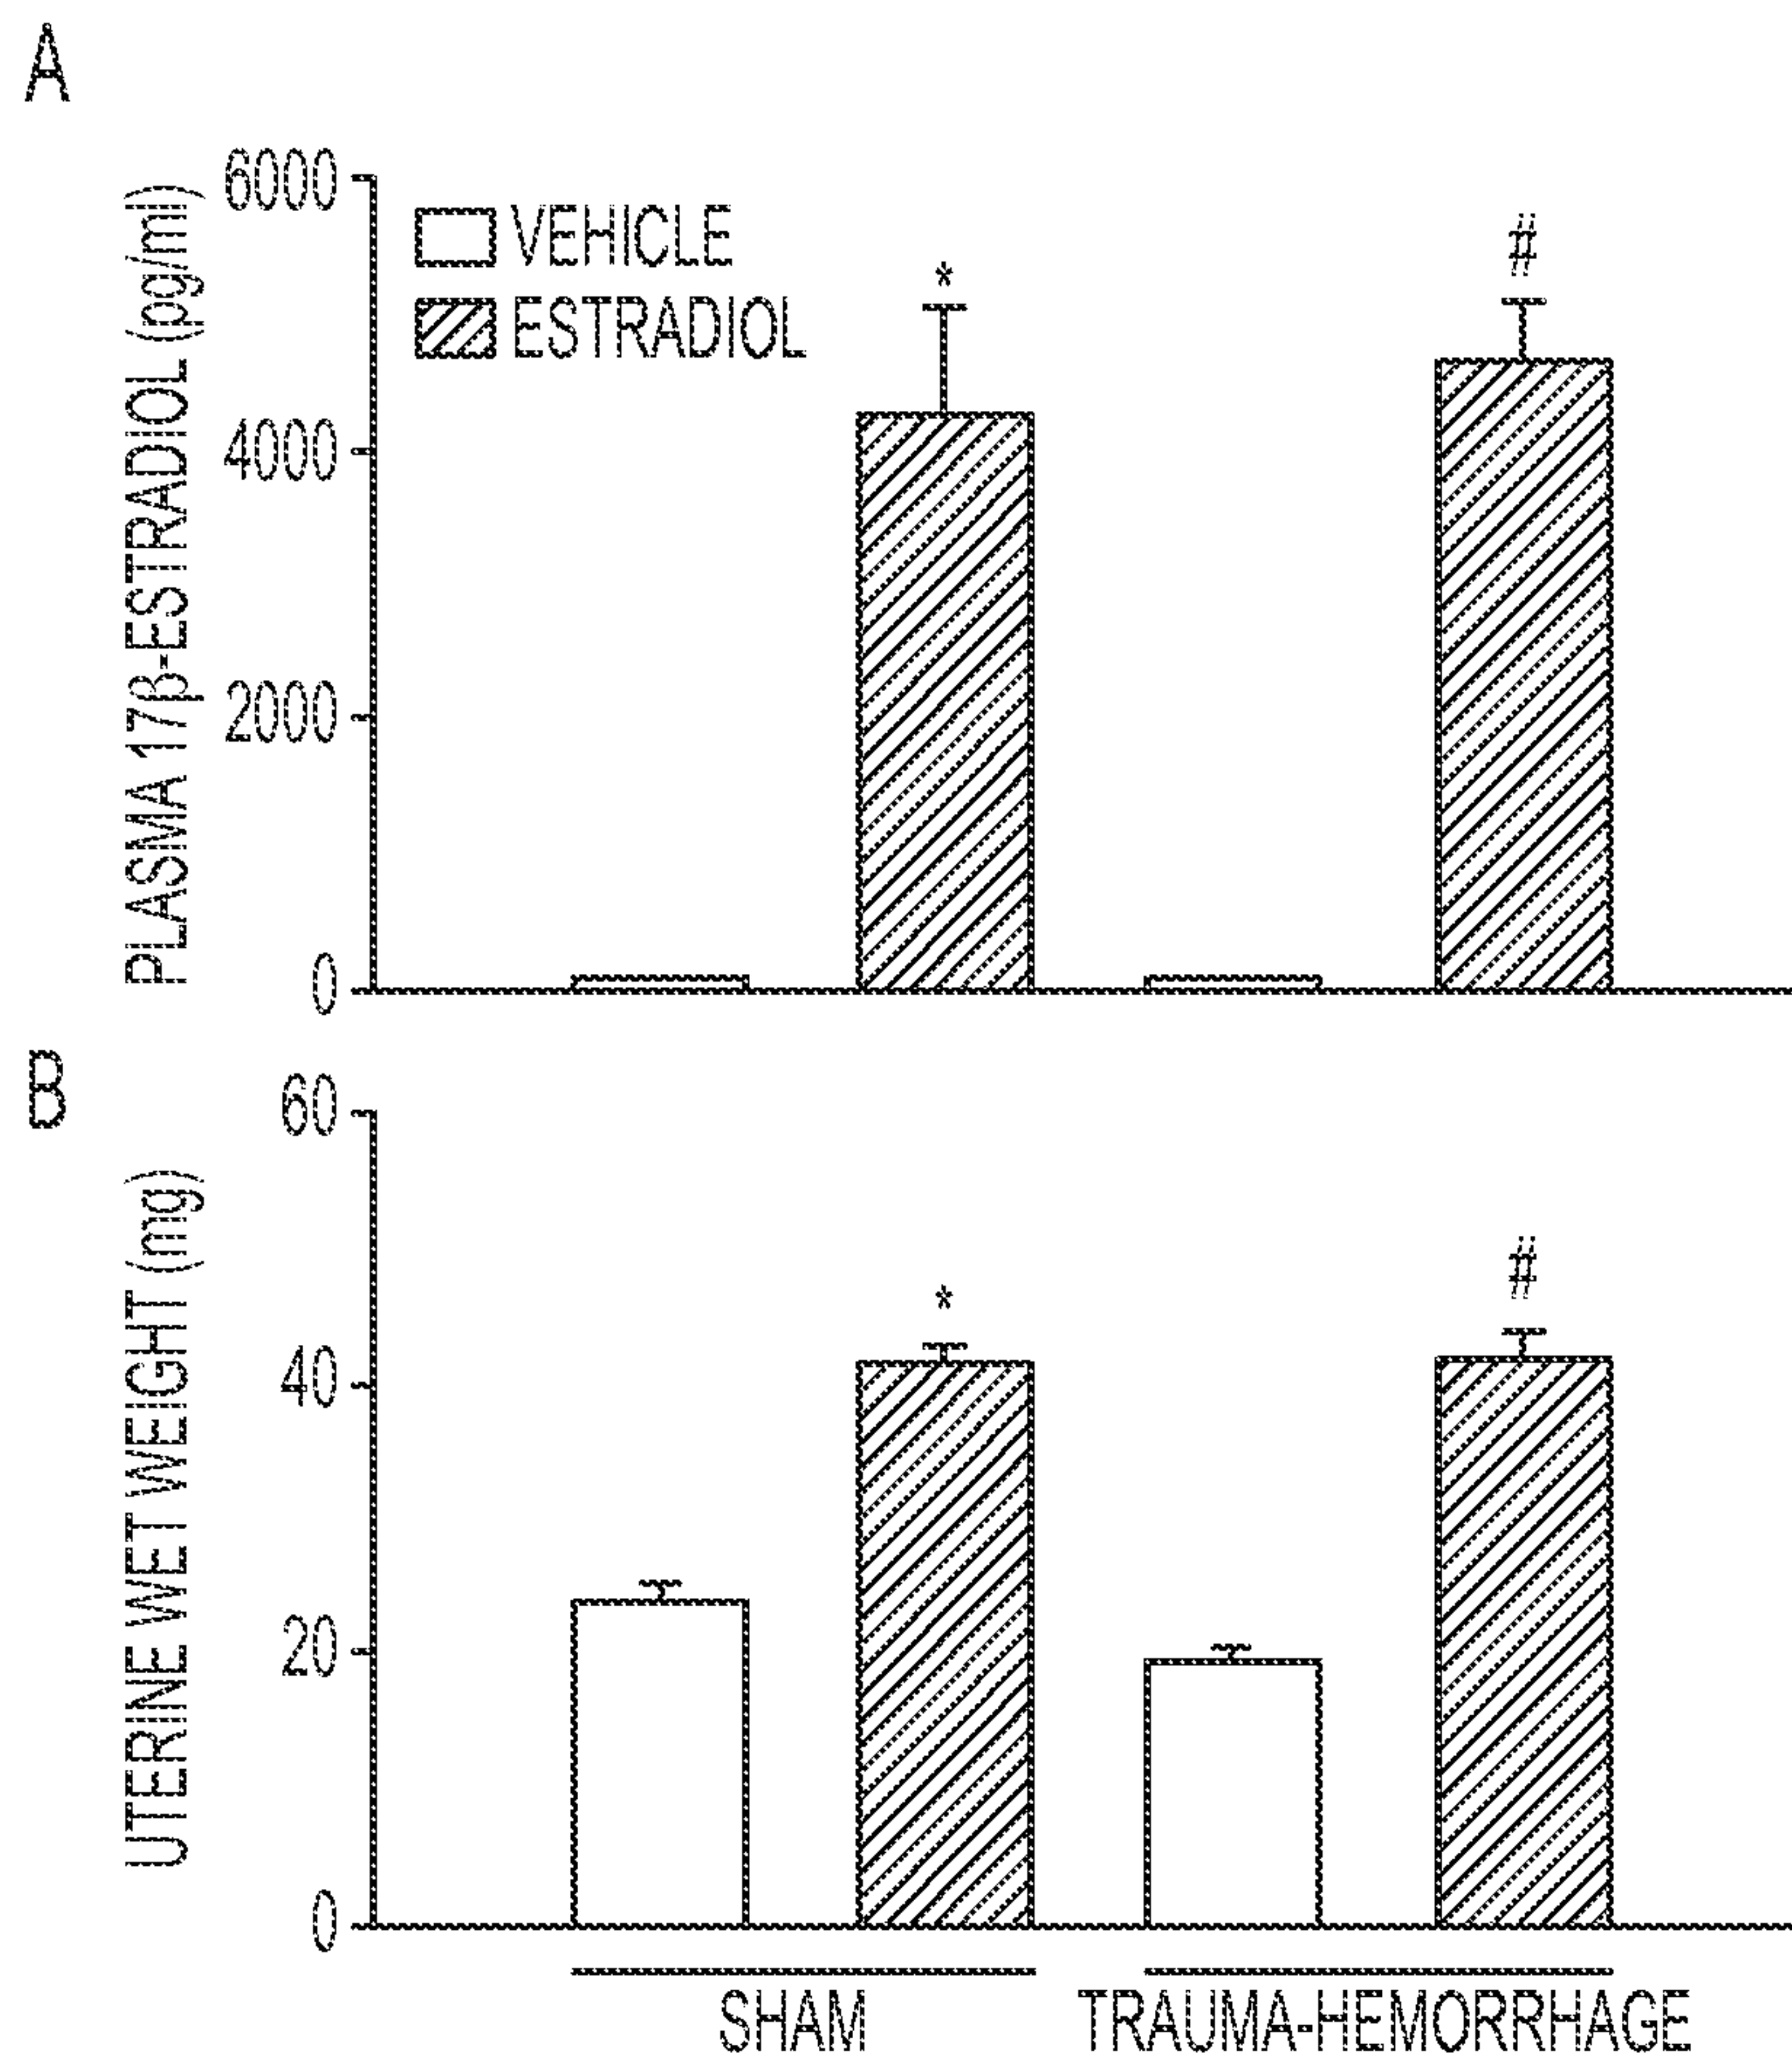 A
PLASMA 17β-ESTRADIOL (pg/ml)
6000
4000
2000
0
VEHICLE
ESTRADIOL
*
#
B
UTERINE WET WEIGHT (mg)
60
40
20
0
*
#
SHAM
TRAUMA-HEMORRHAGE